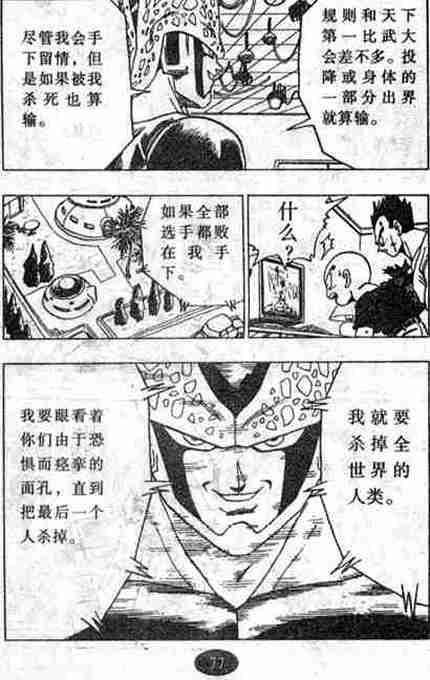 规则和天下
第一比武大
会差不多。投
降或身体的
一部分出界
就算输。
尽管我会手
下留情，但
是如果被我
杀死也算
输。
什么？
如果全部
选手都败
在我手
下。
我就要
杀掉全
世界的
人类。
我要眼看着
你们由于恐
惧而痉挛的
面孔，直到
把最后一个
人杀掉。
77